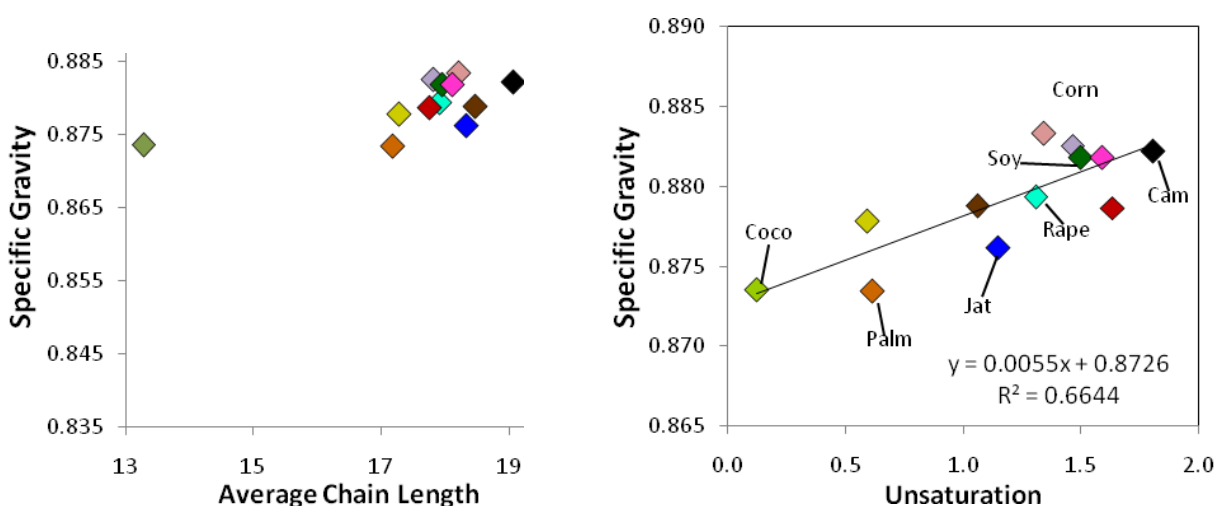 Specific Gravity
0.885
0.875
0.865
0.855
0.845
0.835
13
15
17
19
Average Chain Length
Specific Gravity
0.890
0.885
0.880
0.875
0.870
0.865
Corn
Soy
Cam
Rape
Coco
Jat
Palm
y = 0.0055x + 0.8726
R² = 0.6644
0.0
0.5
1.0
1.5
2.0
Unsaturation